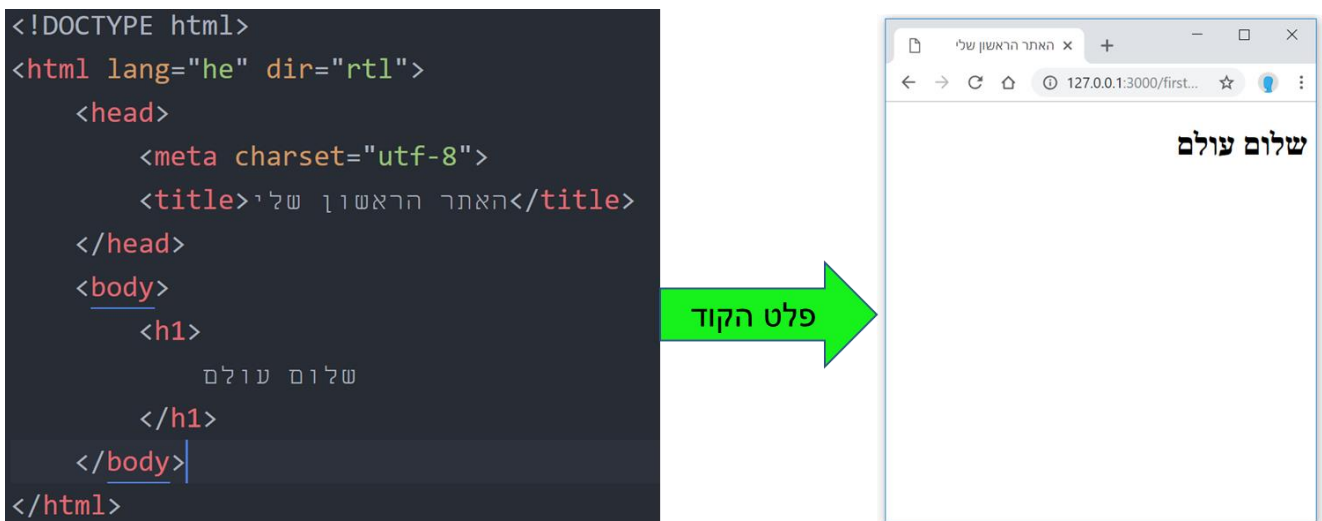 <!DOCTYPE html>
<html lang="he" dir="rtl">
<head>
<meta charset="utf-8">
<title>האתר הראשון שלי</title>
</head>
<body>
<h1>
שלום עולם
</h1>
</body>
</html>
פלט הקוד
האתר הראשון שלי
127.0.0.1:3000/first...
שלום עולם